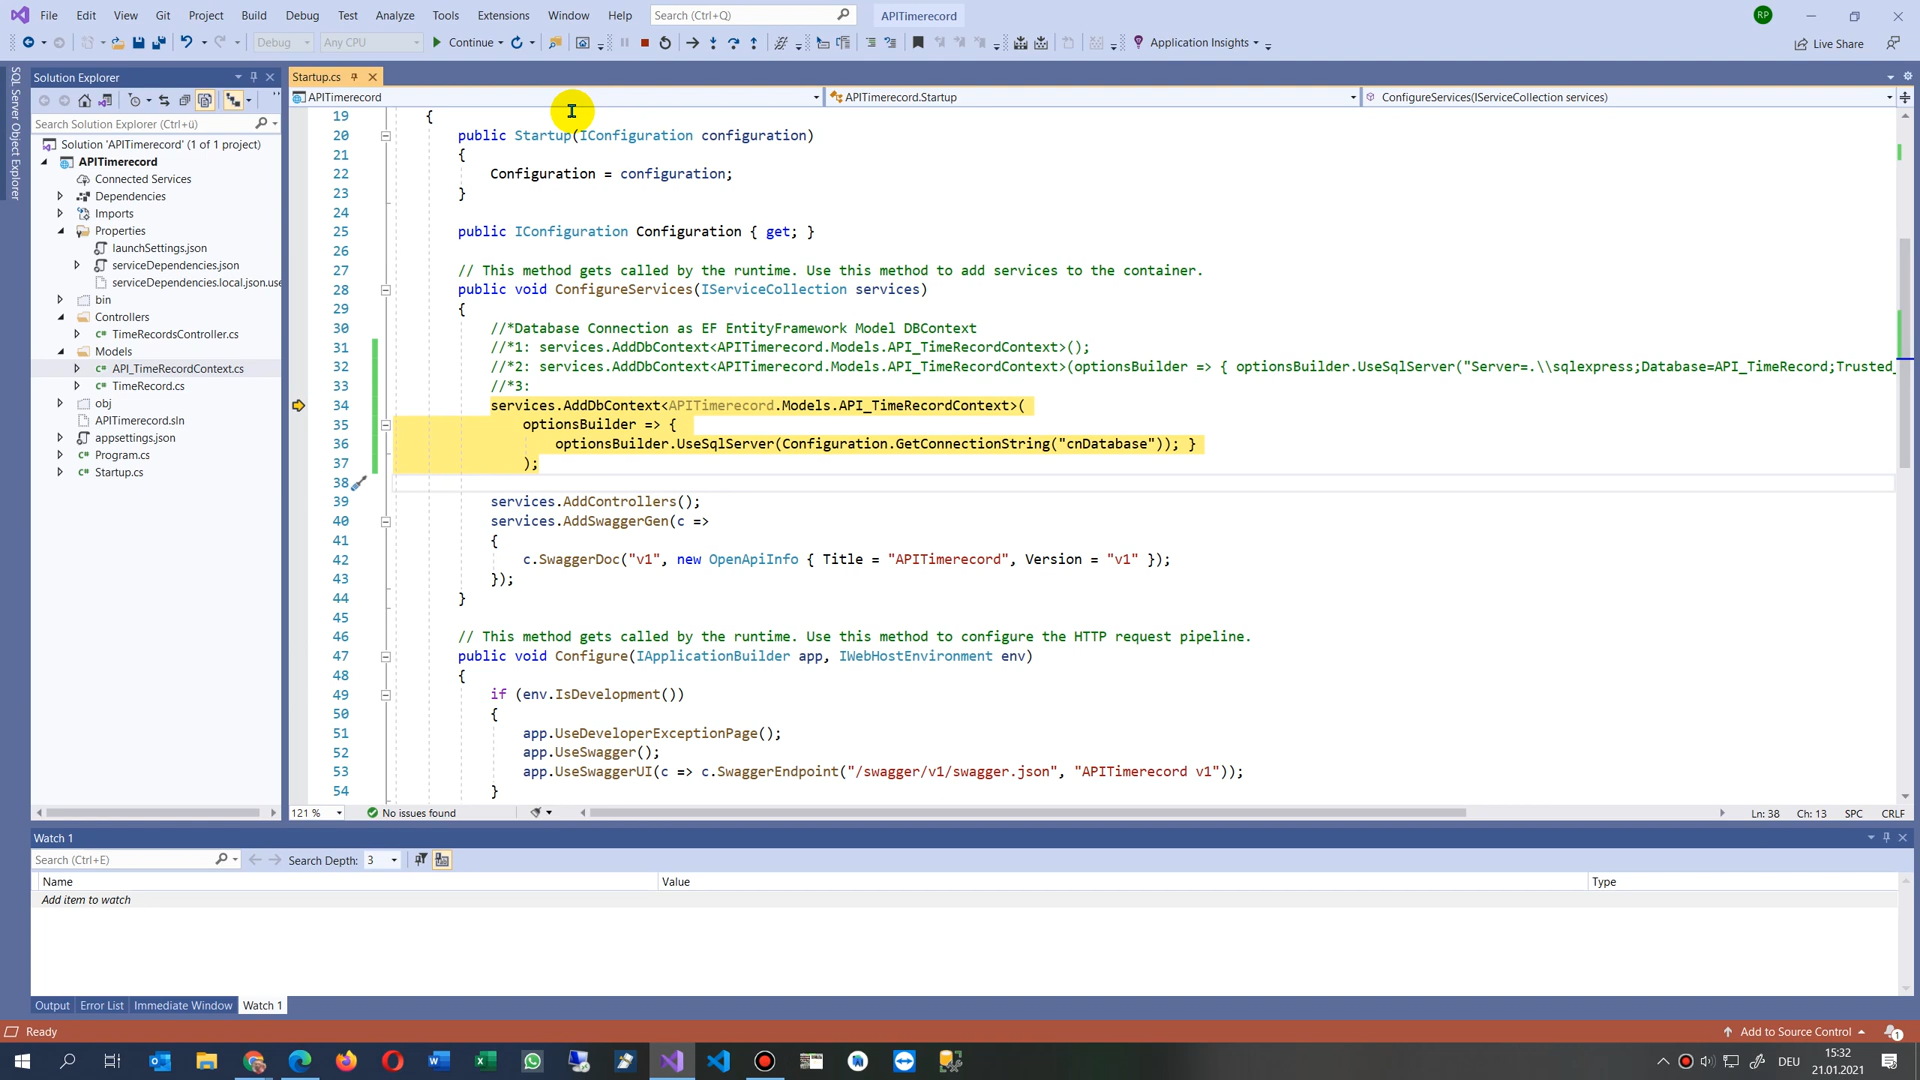 File Edit View Git Project Build Debug Test Analyze Tools Extensions Window Help Search (Ctrl+Q) APITimerecord RP
Debug Any CPU Continue Application Insights Live Share
SQL Server Object Explorer
Solution Explorer
Search Solution Explorer (Ctrl+ü)
Solution 'APITimerecord' (1 of 1 project)
APITimerecord
Connected Services
Dependencies
Imports
Properties
launchSettings.json
serviceDependencies.json
serviceDependencies.local.json.use
bin
Controllers
TimeRecordsController.cs
Models
API_TimeRecordContext.cs
TimeRecord.cs
obj
APITimerecord.sln
appsettings.json
Program.cs
Startup.cs
Startup.cs
APITimerecord APITimerecord.Startup ConfigureServices(IServiceCollection services)
19 {
20 public Startup(IConfiguration configuration)
21 {
22 Configuration = configuration;
23 }
24
25 public IConfiguration Configuration { get; }
26
27 // This method gets called by the runtime. Use this method to add services to the container.
28 public void ConfigureServices(IServiceCollection services)
29 {
30 //*Database Connection as EF EntityFramework Model DBContext
31 //*1: services.AddDbContext<APITimerecord.Models.API_TimeRecordContext>();
32 //*2: services.AddDbContext<APITimerecord.Models.API_TimeRecordContext>(optionsBuilder => { optionsBuilder.UseSqlServer("Server=.\\sqlexpress;Database=API_TimeRecord;Trusted_
33 //*3:
34 services.AddDbContext<APITimerecord.Models.API_TimeRecordContext>(
35 optionsBuilder => {
36 optionsBuilder.UseSqlServer(Configuration.GetConnectionString("cnDatabase")); }
37 );
38
39 services.AddControllers();
40 services.AddSwaggerGen(c =>
41 {
42 c.SwaggerDoc("v1", new OpenApiInfo { Title = "APITimerecord", Version = "v1" });
43 });
44 }
45
46 // This method gets called by the runtime. Use this method to configure the HTTP request pipeline.
47 public void Configure(IApplicationBuilder app, IWebHostEnvironment env)
48 {
49 if (env.IsDevelopment())
50 {
51 app.UseDeveloperExceptionPage();
52 app.UseSwagger();
53 app.UseSwaggerUI(c => c.SwaggerEndpoint("/swagger/v1/swagger.json", "APITimerecord v1"));
54 }
121 % No issues found Ln: 38 Ch: 13 SPC CRLF
Watch 1
Search (Ctrl+E) Search Depth: 3
Name Value Type
Add item to watch
Output Error List Immediate Window Watch 1
Ready Add to Source Control 1
DEU 15:32
21.01.2021